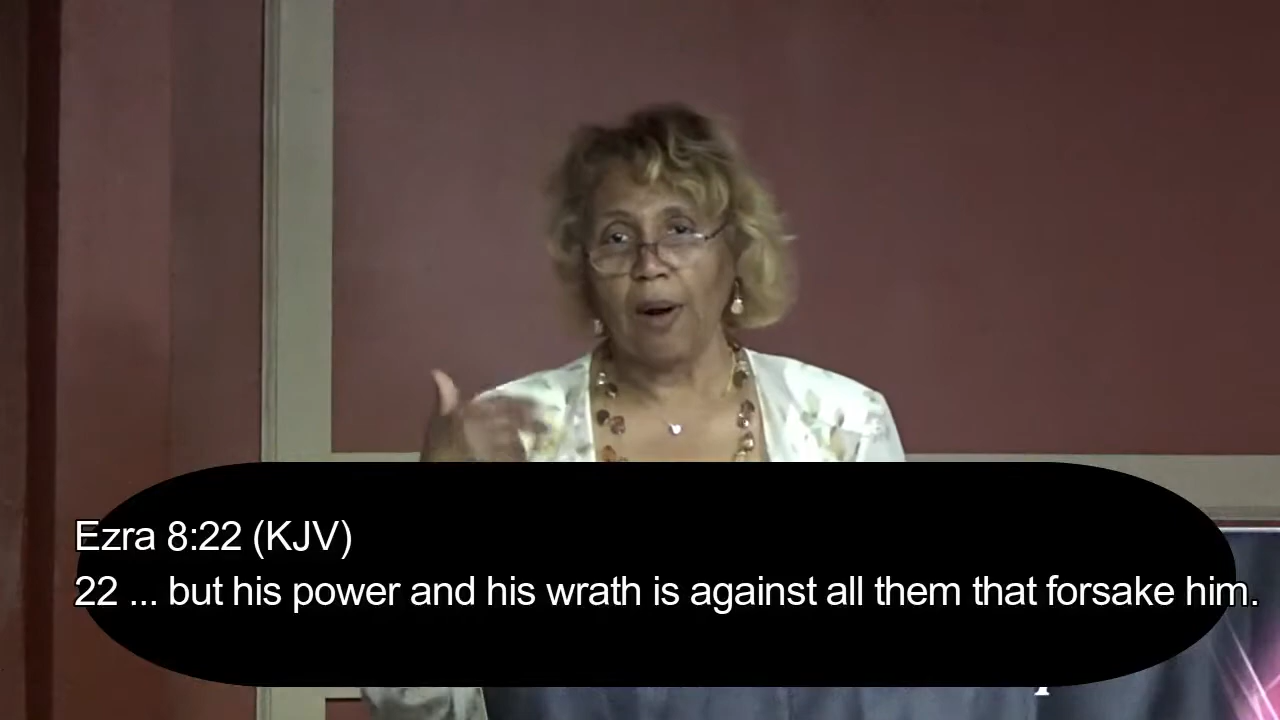 Ezra 8:22 (KJV)
22 ... but his power and his wrath is against all them that forsake him.